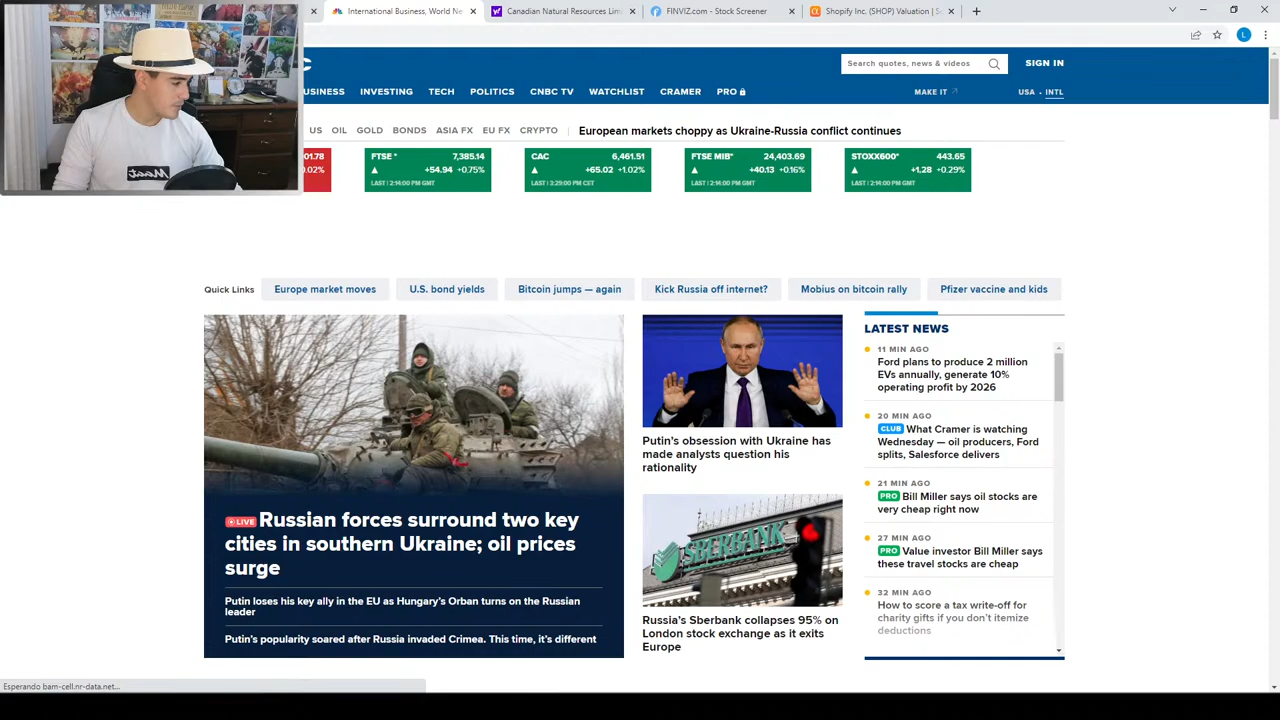 International Business, World Ne
Canadian Natural Resources Lim
FINVIZ.com - Stock Screener
Shopify Inc. (SHOP) Valuation | S
L
C
Search quotes, news & videos
SIGN IN
USINESS
INVESTING
TECH
POLITICS
CNBC TV
WATCHLIST
CRAMER
PRO
MAKE IT
USA • INTL
US
OIL
GOLD
BONDS
ASIA FX
EU FX
CRYPTO
European markets choppy as Ukraine-Russia conflict continues
01.78
0.02%
FTSE * 7,385.14
+54.94 +0.75%
LAST | 2:14:00 PM GMT
CAC 6,461.51
+65.02 +1.02%
LAST | 3:29:00 PM CET
FTSE MIB* 24,403.69
+40.13 +0.16%
LAST | 2:14:00 PM GMT
STOXX600* 443.65
+1.28 +0.29%
LAST | 2:14:00 PM GMT
Quick Links
Europe market moves
U.S. bond yields
Bitcoin jumps — again
Kick Russia off internet?
Mobius on bitcoin rally
Pfizer vaccine and kids
LIVE Russian forces surround two key
cities in southern Ukraine; oil prices
surge
Putin loses his key ally in the EU as Hungary's Orban turns on the Russian
leader
Putin's popularity soared after Russia invaded Crimea. This time, it's different
Putin's obsession with Ukraine has
made analysts question his
rationality
SBERBANK
Russia's Sberbank collapses 95% on
London stock exchange as it exits
Europe
LATEST NEWS
11 MIN AGO
Ford plans to produce 2 million
EVs annually, generate 10%
operating profit by 2026
20 MIN AGO
CLUB What Cramer is watching
Wednesday — oil producers, Ford
splits, Salesforce delivers
21 MIN AGO
PRO Bill Miller says oil stocks are
very cheap right now
27 MIN AGO
PRO Value investor Bill Miller says
these travel stocks are cheap
32 MIN AGO
How to score a tax write-off for
charity gifts if you don't itemize
deductions
Esperando bam-cell.nr-data.net...